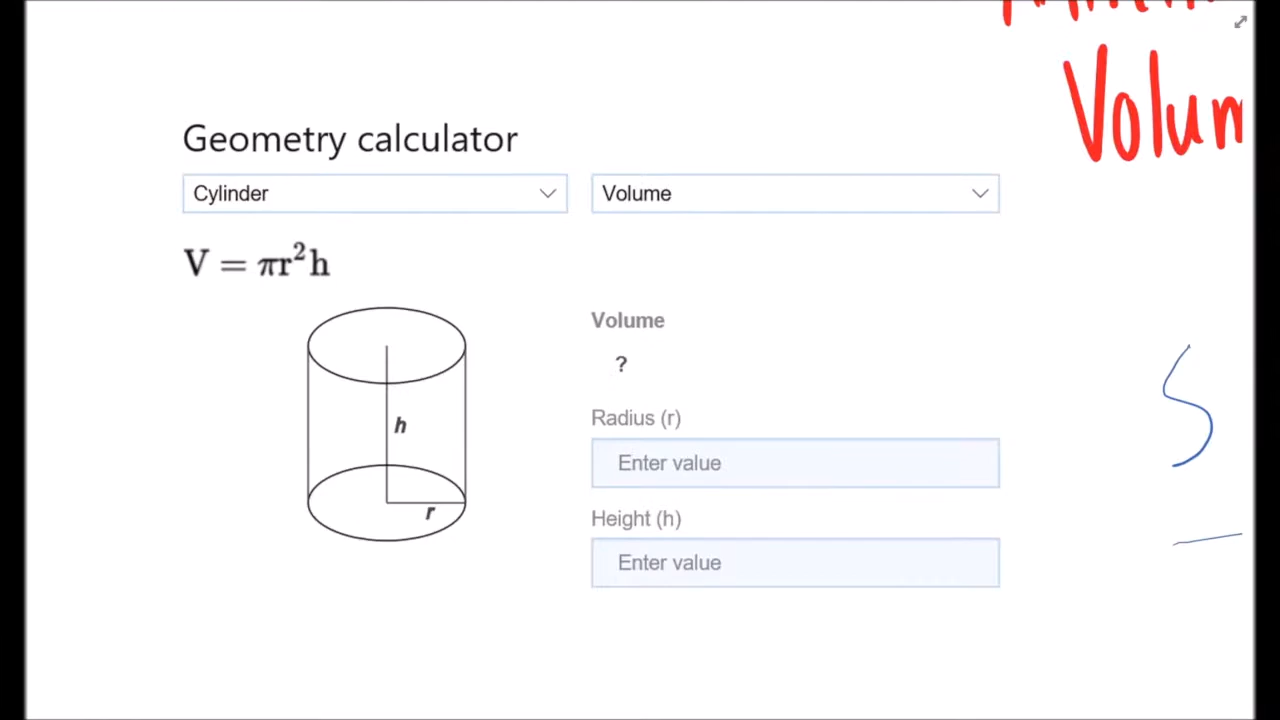 Volum
Geometry calculator
Cylinder
Volume
V = πr²h
Volume
?
h
Radius (r)
Enter value
r
Height (h)
Enter value